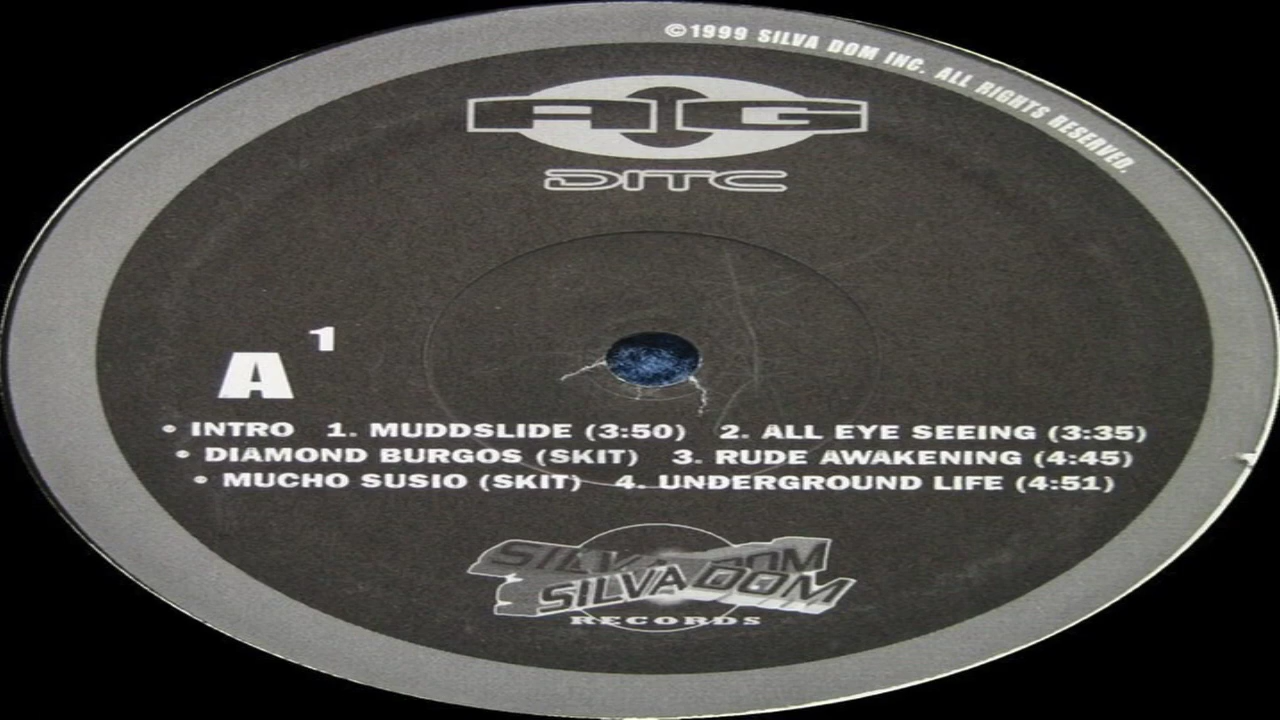 ©1999 SILVA DOM INC. ALL RIGHTS RESERVED.
AG
DITC
A1
• INTRO 1. MUDDSLIDE (3:50) 2. ALL EYE SEEING (3:35)
• DIAMOND BURGOS (SKIT) 3. RUDE AWAKENING (4:45)
• MUCHO SUSIO (SKIT) 4. UNDERGROUND LIFE (4:51)
SILVA DOM
SILVA DOM
RECORDS